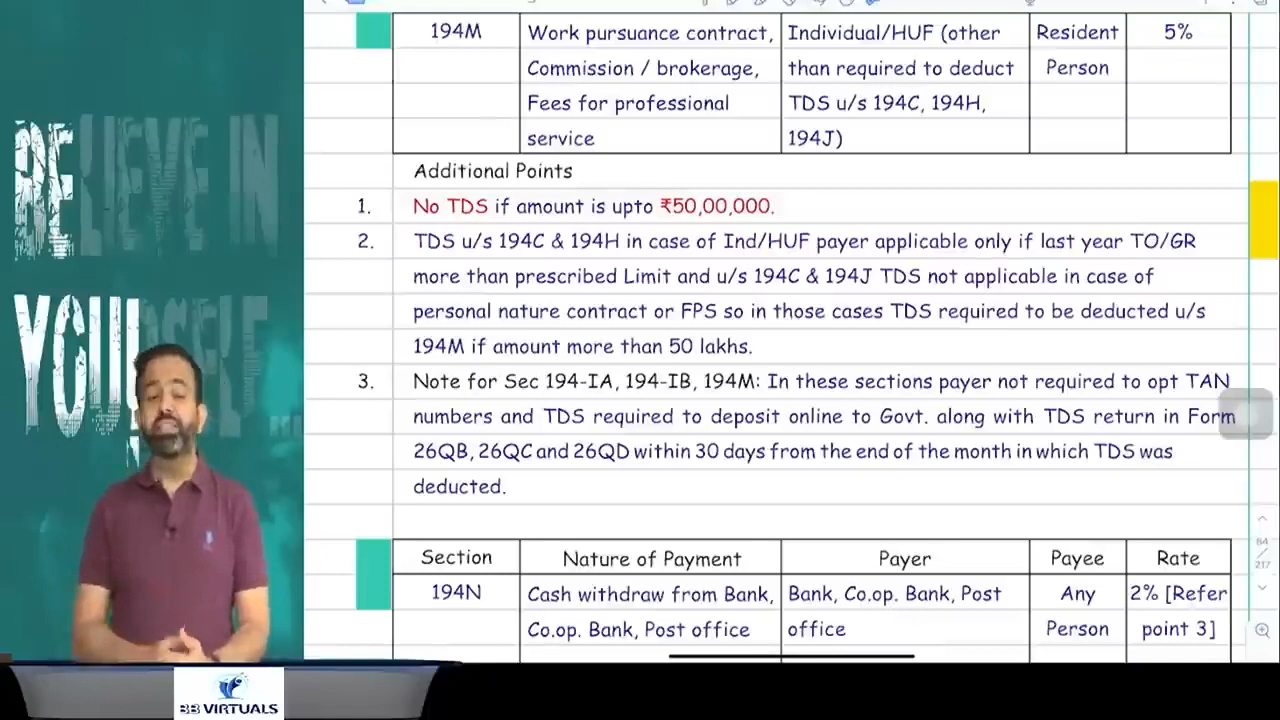 BELIEVE IN
YOURSELF...
194M Work pursuance contract, Individual/HUF (other Resident 5%
Commission / brokerage, than required to deduct Person
Fees for professional TDS u/s 194C, 194H,
service 194J)
Additional Points
1. No TDS if amount is upto ₹50,00,000.
2. TDS u/s 194C & 194H in case of Ind/HUF payer applicable only if last year TO/GR
more than prescribed Limit and u/s 194C & 194J TDS not applicable in case of
personal nature contract or FPS so in those cases TDS required to be deducted u/s
194M if amount more than 50 lakhs.
3. Note for Sec 194-IA, 194-IB, 194M: In these sections payer not required to opt TAN
numbers and TDS required to deposit online to Govt. along with TDS return in Form
26QB, 26QC and 26QD within 30 days from the end of the month in which TDS was
deducted.
Section Nature of Payment Payer Payee Rate
194N Cash withdraw from Bank, Bank, Co.op. Bank, Post Any 2% [Refer
Co.op. Bank, Post office office Person point 3]
84
/
217
BB VIRTUALS